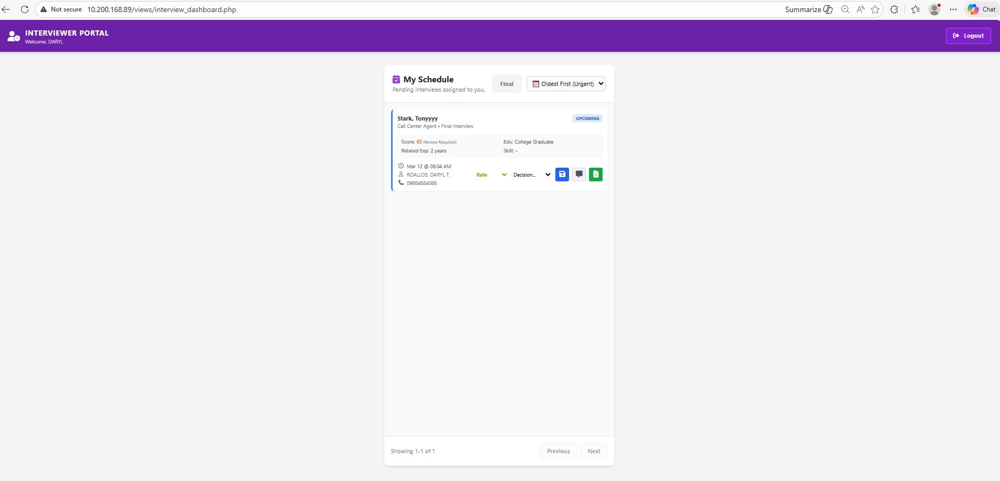 Not secure 10.200.168.89/views/interview_dashboard.php Summarize Chat
INTERVIEWER PORTAL
Welcome, DARYL
Logout
My Schedule
Pending interviews assigned to you.
Final
Oldest First (Urgent)
Stark, Tonyyyy
UPCOMING
Call Center Agent • Final Interview
Score: 60 (Review Required) Edu: College Graduate
Related Exp: 2 years Skill: -
Mar 12 @ 08:04 AM
ROALLOS, DARYL T.
09664684086
Rate Decision...
Showing 1-1 of 1
Previous Next